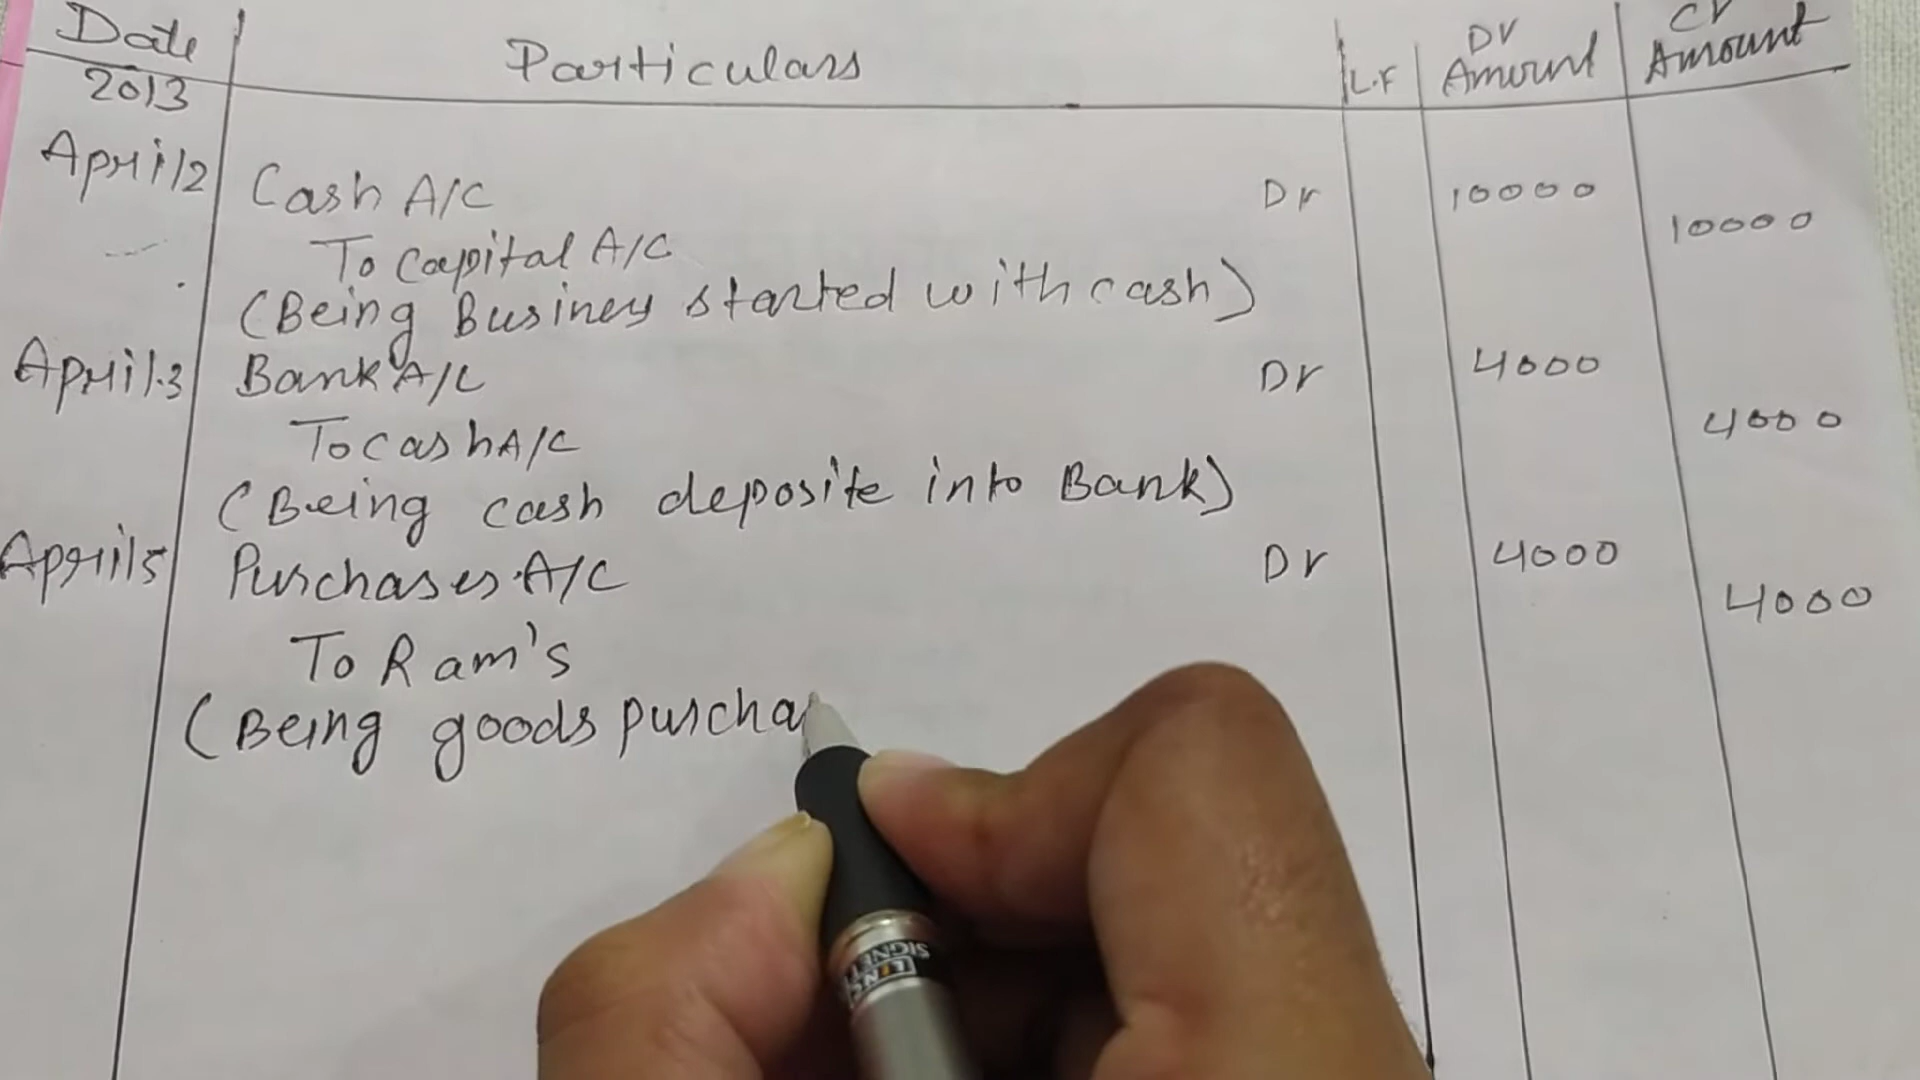 Date Particulars L.F Dr Amount Cr Amount
2013
April 2 Cash A/C Dr 10000
To Capital A/C 10000
(Being Business started with cash)
April 3 Bank A/C Dr 4000
To cash A/C 4000
(Being cash deposite into Bank)
April 5 Purchases A/C Dr 4000
To Ram's 4000
(Being goods purcha